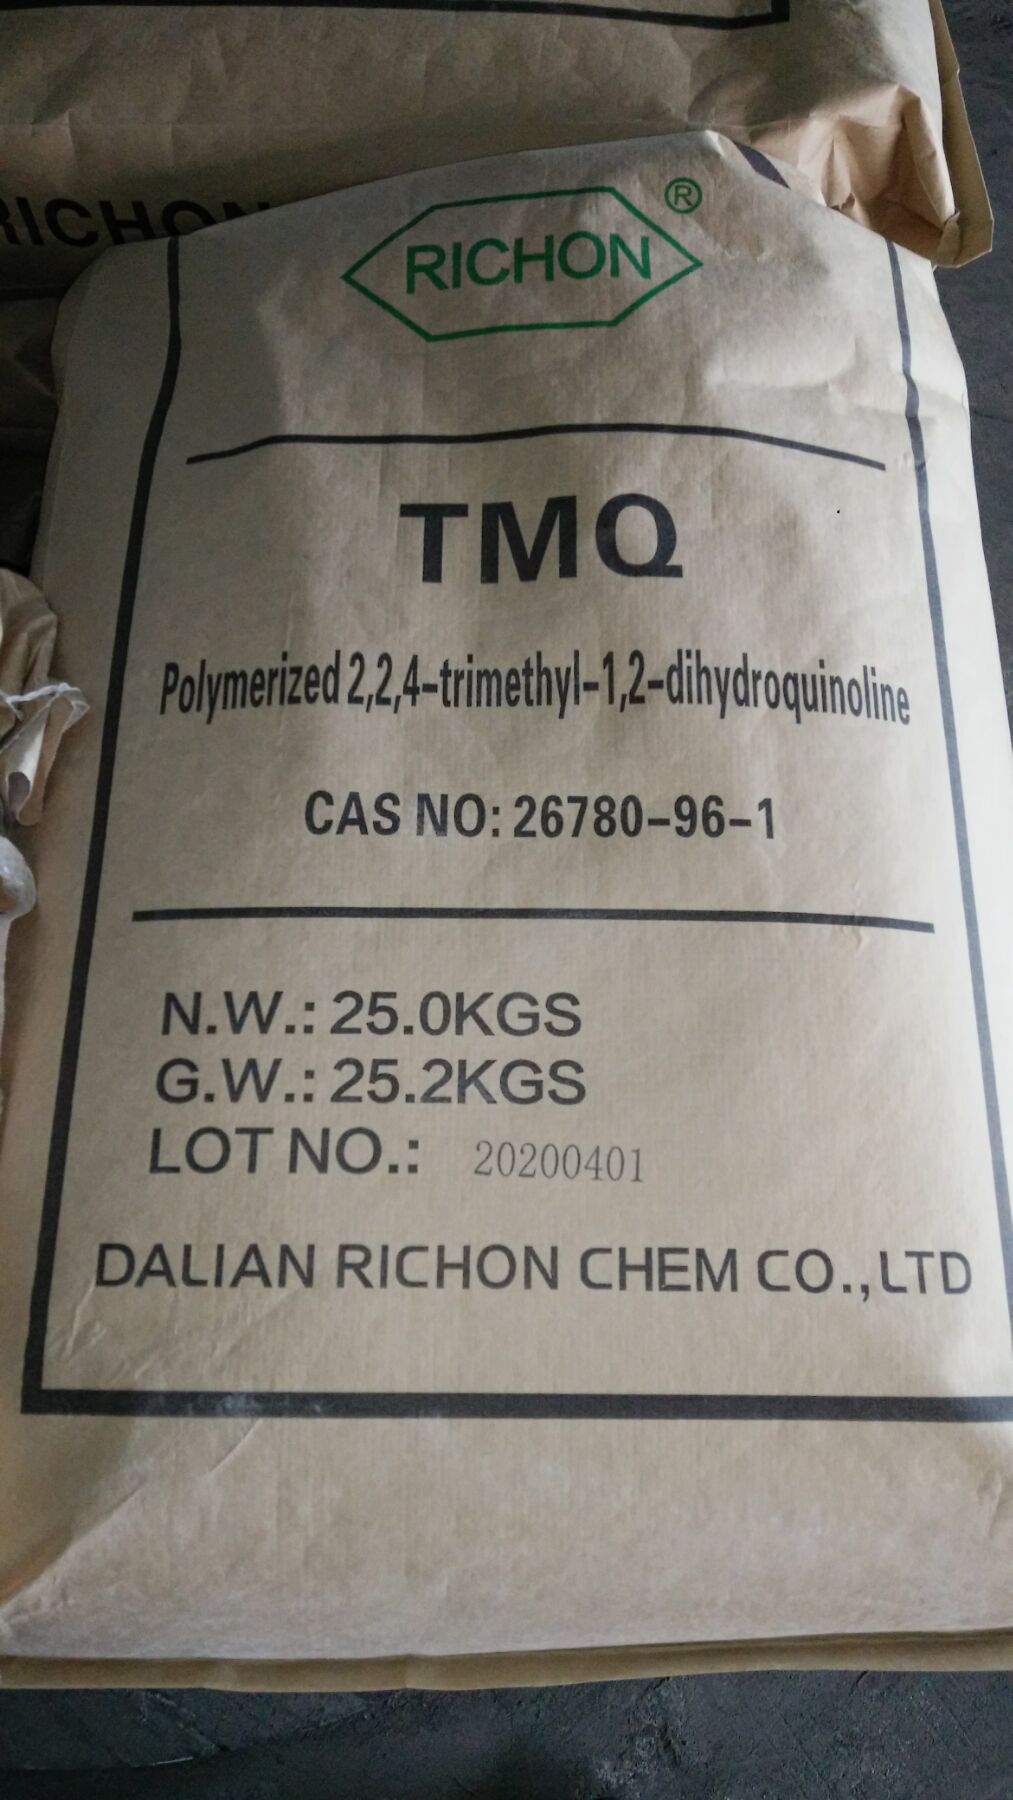 RICHON
RICHON®
TMQ
Polymerized 2,2,4-trimethyl-1,2-dihydroquinoline
CAS NO: 26780-96-1
N.W.: 25.0KGS
G.W.: 25.2KGS
LOT NO.: 20200401
DALIAN RICHON CHEM CO.,LTD